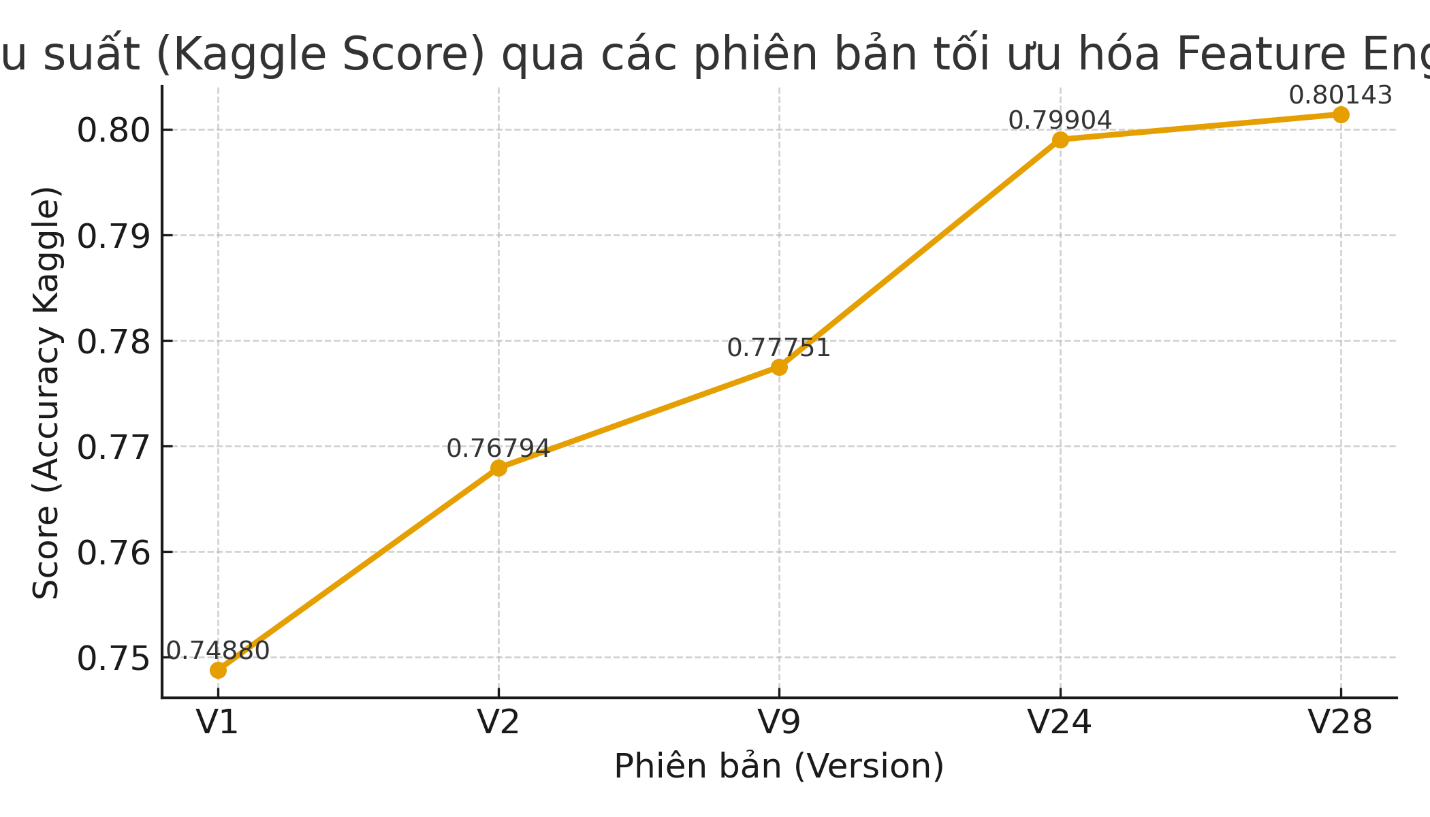 u suất (Kaggle Score) qua các phiên bản tối ưu hóa Feature Eng
0.80143
0.79904
0.80
0.79
0.78
0.77751
0.77
0.76794
0.76
0.75
0.74880
Score (Accuracy Kaggle)
V1 V2 V9 V24 V28
Phiên bản (Version)